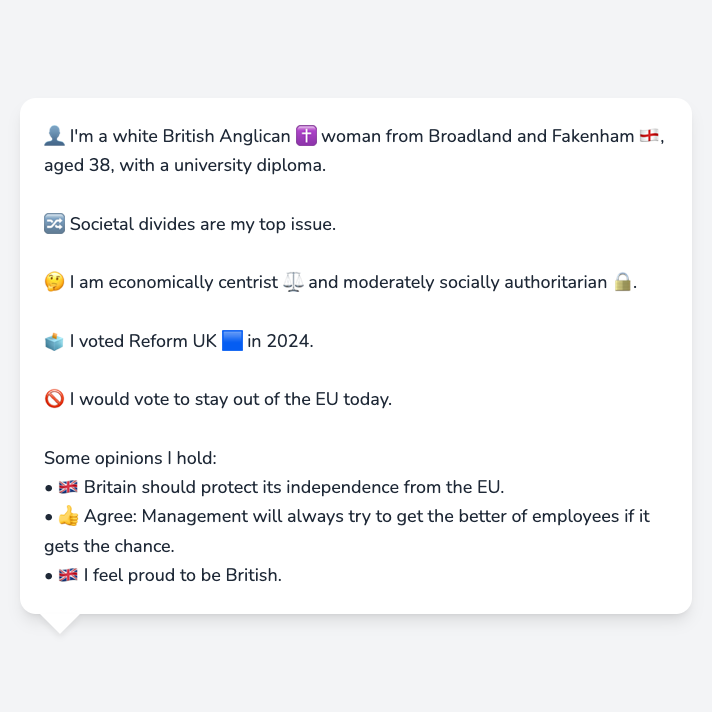 👤 I'm a white British Anglican ✝️ woman from Broadland and Fakenham 🏴󠁧󠁢󠁥󠁮󠁧󠁿,
aged 38, with a university diploma.
🔀 Societal divides are my top issue.
🤔 I am economically centrist ⚖️ and moderately socially authoritarian 🔒.
🗳️ I voted Reform UK 🟦 in 2024.
🚫 I would vote to stay out of the EU today.
Some opinions I hold:
• 🇬🇧 Britain should protect its independence from the EU.
• 👍 Agree: Management will always try to get the better of employees if it
gets the chance.
• 🇬🇧 I feel proud to be British.